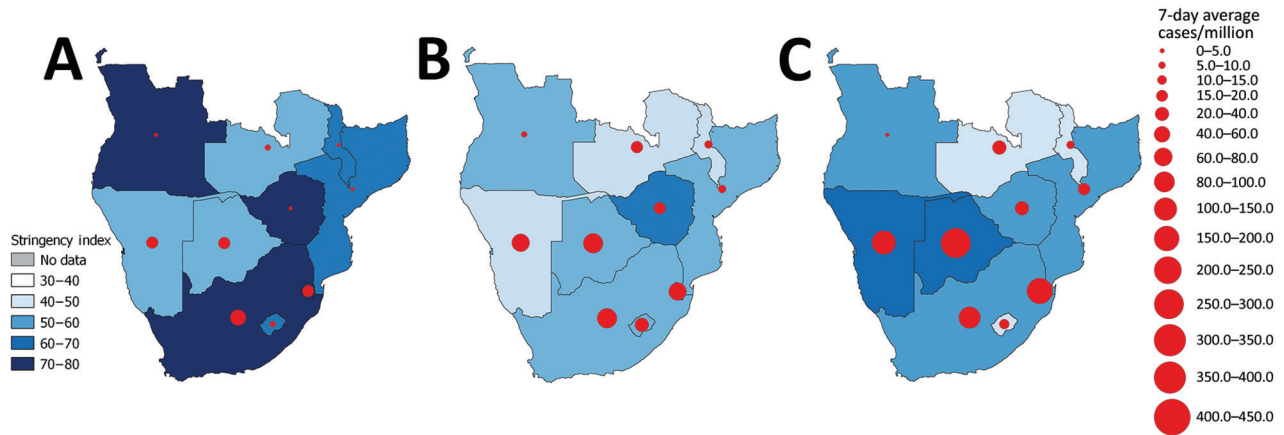 A
B
C
Stringency index
No data
30–40
40–50
50–60
60–70
70–80
7-day average
cases/million
0–5.0
5.0–10.0
10.0–15.0
15.0–20.0
20.0–40.0
40.0–60.0
60.0–80.0
80.0–100.0
100.0–150.0
150.0–200.0
200.0–250.0
250.0–300.0
300.0–350.0
350.0–400.0
400.0–450.0